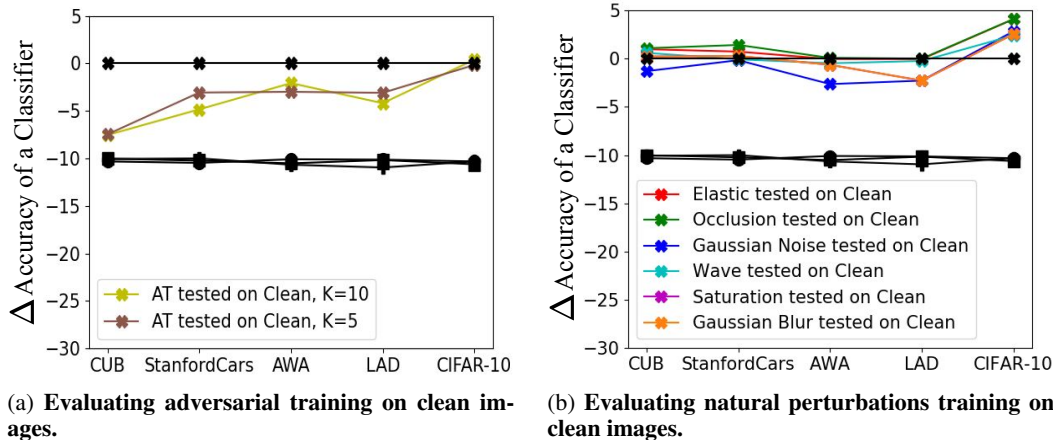 5
0
−5
−10
−15
−20
−25
−30
Δ Accuracy of a Classifier
AT tested on Clean, K=10
AT tested on Clean, K=5
CUB StanfordCars AWA LAD CIFAR-10
(a) Evaluating adversarial training on clean im-
ages.
5
0
−5
−10
−15
−20
−25
−30
Δ Accuracy of a Classifier
Elastic tested on Clean
Occlusion tested on Clean
Gaussian Noise tested on Clean
Wave tested on Clean
Saturation tested on Clean
Gaussian Blur tested on Clean
CUB StanfordCars AWA LAD CIFAR-10
(b) Evaluating natural perturbations training on
clean images.